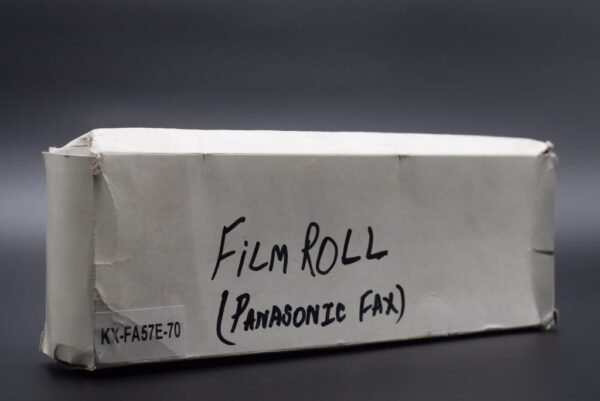 FiLM ROLL
(PANASONIC FAX)
KX-FA57E-70